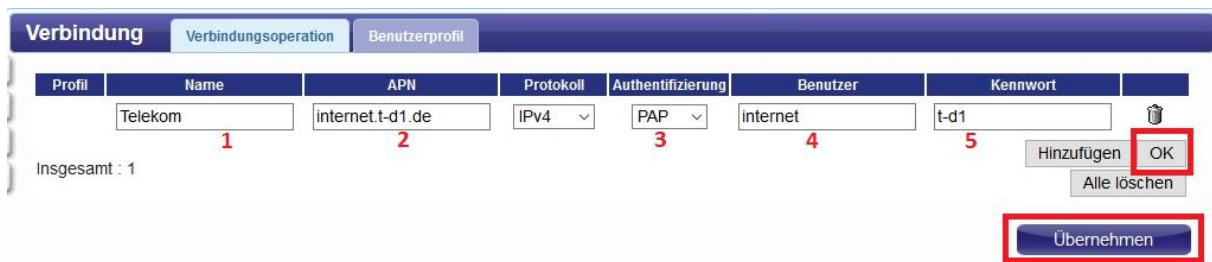 Verbindung Verbindungsoperation Benutzerprofil
Profil Name APN Protokoll Authentifizierung Benutzer Kennwort
Telekom internet.t-d1.de IPv4 PAP internet t-d1
1 2 3 4 5
Hinzufügen OK
Insgesamt : 1
Alle löschen
Übernehmen